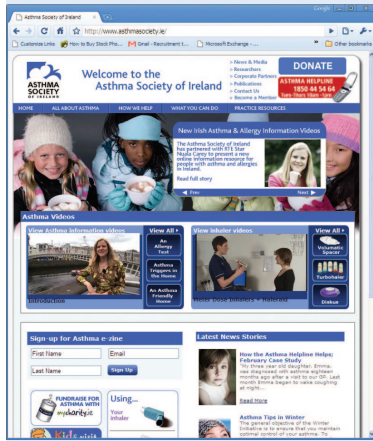 Google
Asthma Society of Ireland
http://www.asthmasociety.ie/
Customize Links
How to Buy Stock Pho...
Gmail - Recruitment t...
Microsoft Exchange - ...
Other bookmarks
ASTHMA
SOCIETY
OF IRELAND
Welcome to the
Asthma Society of Ireland
» News & Media
» Researchers
» Corporate Partners
» Publications
» Contact Us
» Become a Member
DONATE
ASTHMA HELPLINE
1850 44 54 64
HOME
ALL ABOUT ASTHMA
HOW WE HELP
WHAT YOU CAN DO
PRACTICE RESOURCES
New Irish Asthma & Allergy Information Videos
The Asthma Society of Ireland
has partnered with RTE Star
Nuala Carey to present a new
online information resource for
people with asthma and allergies
in Ireland.
Read full story
Prev
Next
Asthma Videos
View Asthma information videos
View All
An
Allergy
Test
Asthma
Triggers in
the Home
An Asthma
Friendly
Home
Introduction
View inhaler videos
View All
Volumatic
Spacer
Turbohaler
Diskus
Meter Dose Inhalers +
Sign-up for Asthma e-zine
First Name
Email
Last Name
Sign Up
FUNDRAISE FOR
ASTHMA WITH
mycharity.ie
Using...
Your
inhaler
Kids
Latest News Stories
How the Asthma Helpline Helps;
February Case Study
"My three year old daughter, Emma,
was diagnosed with asthma eighteen
months ago after a visit to our GP. Last
month Emma began to wake coughing
at night...
Read More
Asthma Tips in Winter
The general objective of the Winter
Initiative is to ensure that you maintain
optimal control of your asthma. To